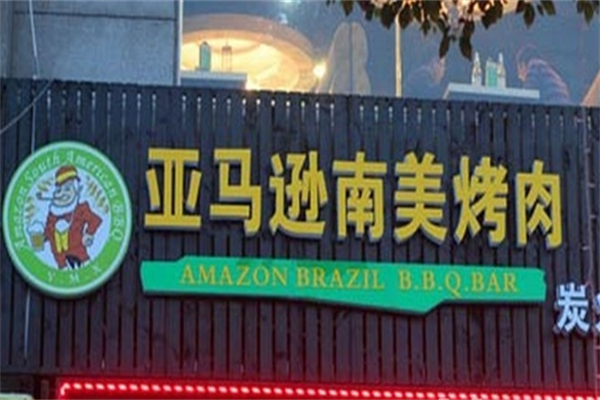 亚马逊南美烤肉
AMAZON BRAZIL B.B.Q.BAR
Amazon South American BBQ
Y.M.X
炭